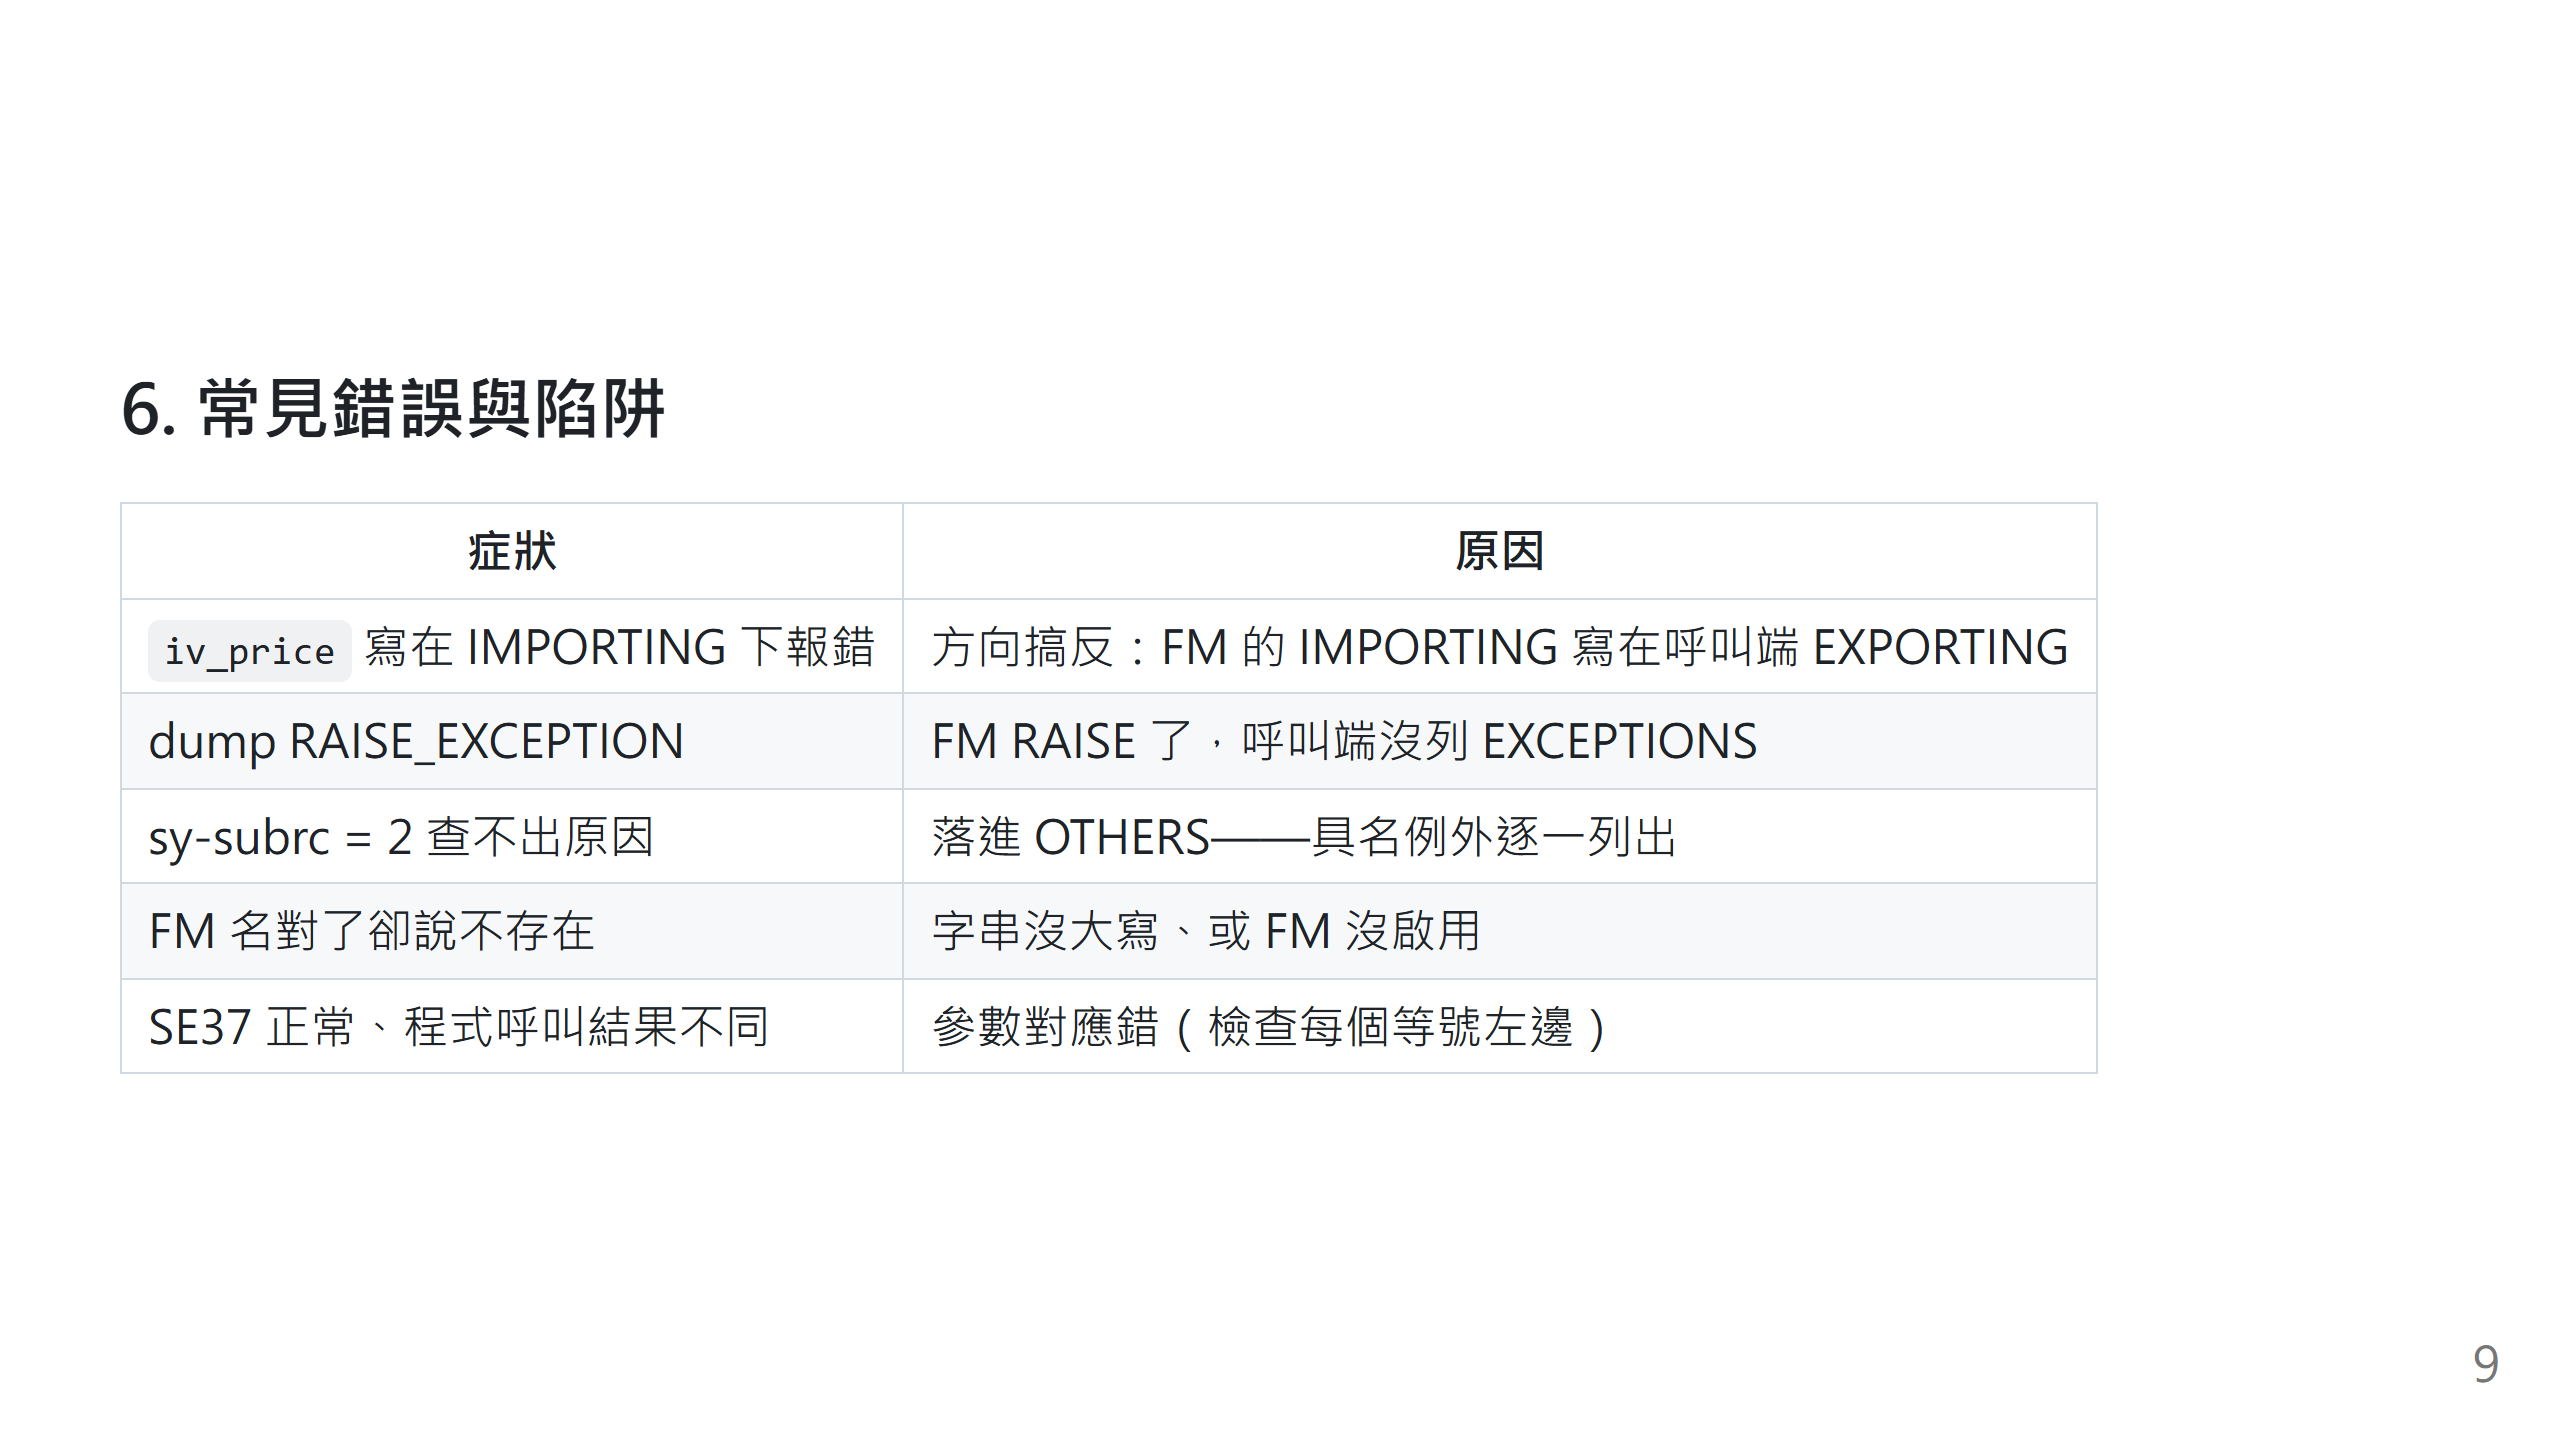 6. 常見錯誤與陷阱
症狀 原因
iv_price 寫在 IMPORTING 下報錯 方向搞反：FM 的 IMPORTING 寫在呼叫端 EXPORTING
dump RAISE_EXCEPTION FM RAISE 了，呼叫端沒列 EXCEPTIONS
sy-subrc = 2 查不出原因 落進 OTHERS——具名例外逐一列出
FM 名對了卻說不存在 字串沒大寫、或 FM 沒啟用
SE37 正常、程式呼叫結果不同 參數對應錯（檢查每個等號左邊）
9